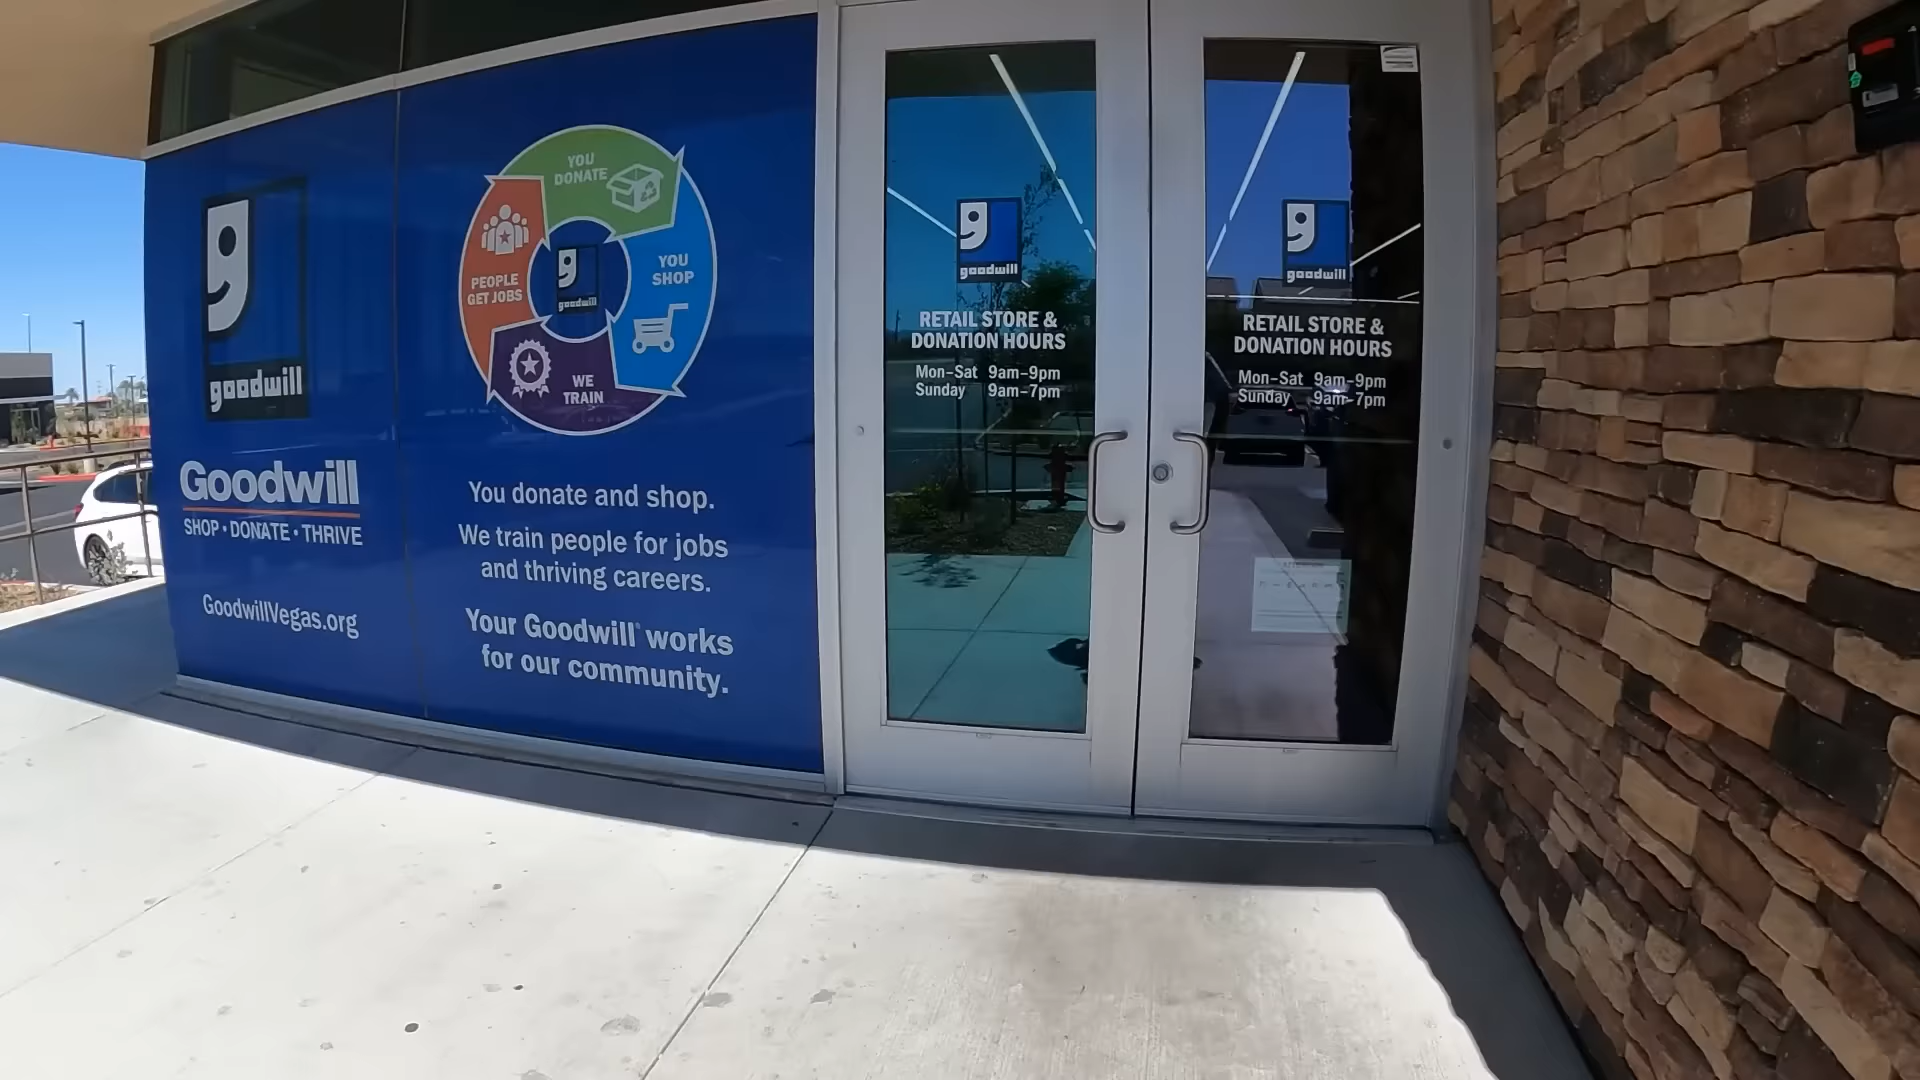 goodwill
Goodwill
SHOP · DONATE · THRIVE
GoodwillVegas.org
YOU
DONATE
YOU
SHOP
WE
TRAIN
PEOPLE
GET JOBS
goodwill
You donate and shop.
We train people for jobs
and thriving careers.
Your Goodwill® works
for our community.
goodwill
RETAIL STORE &
DONATION HOURS
Mon–Sat 9am–9pm
Sunday 9am–7pm
goodwill
RETAIL STORE &
DONATION HOURS
Mon–Sat 9am–9pm
Sunday 9am–7pm